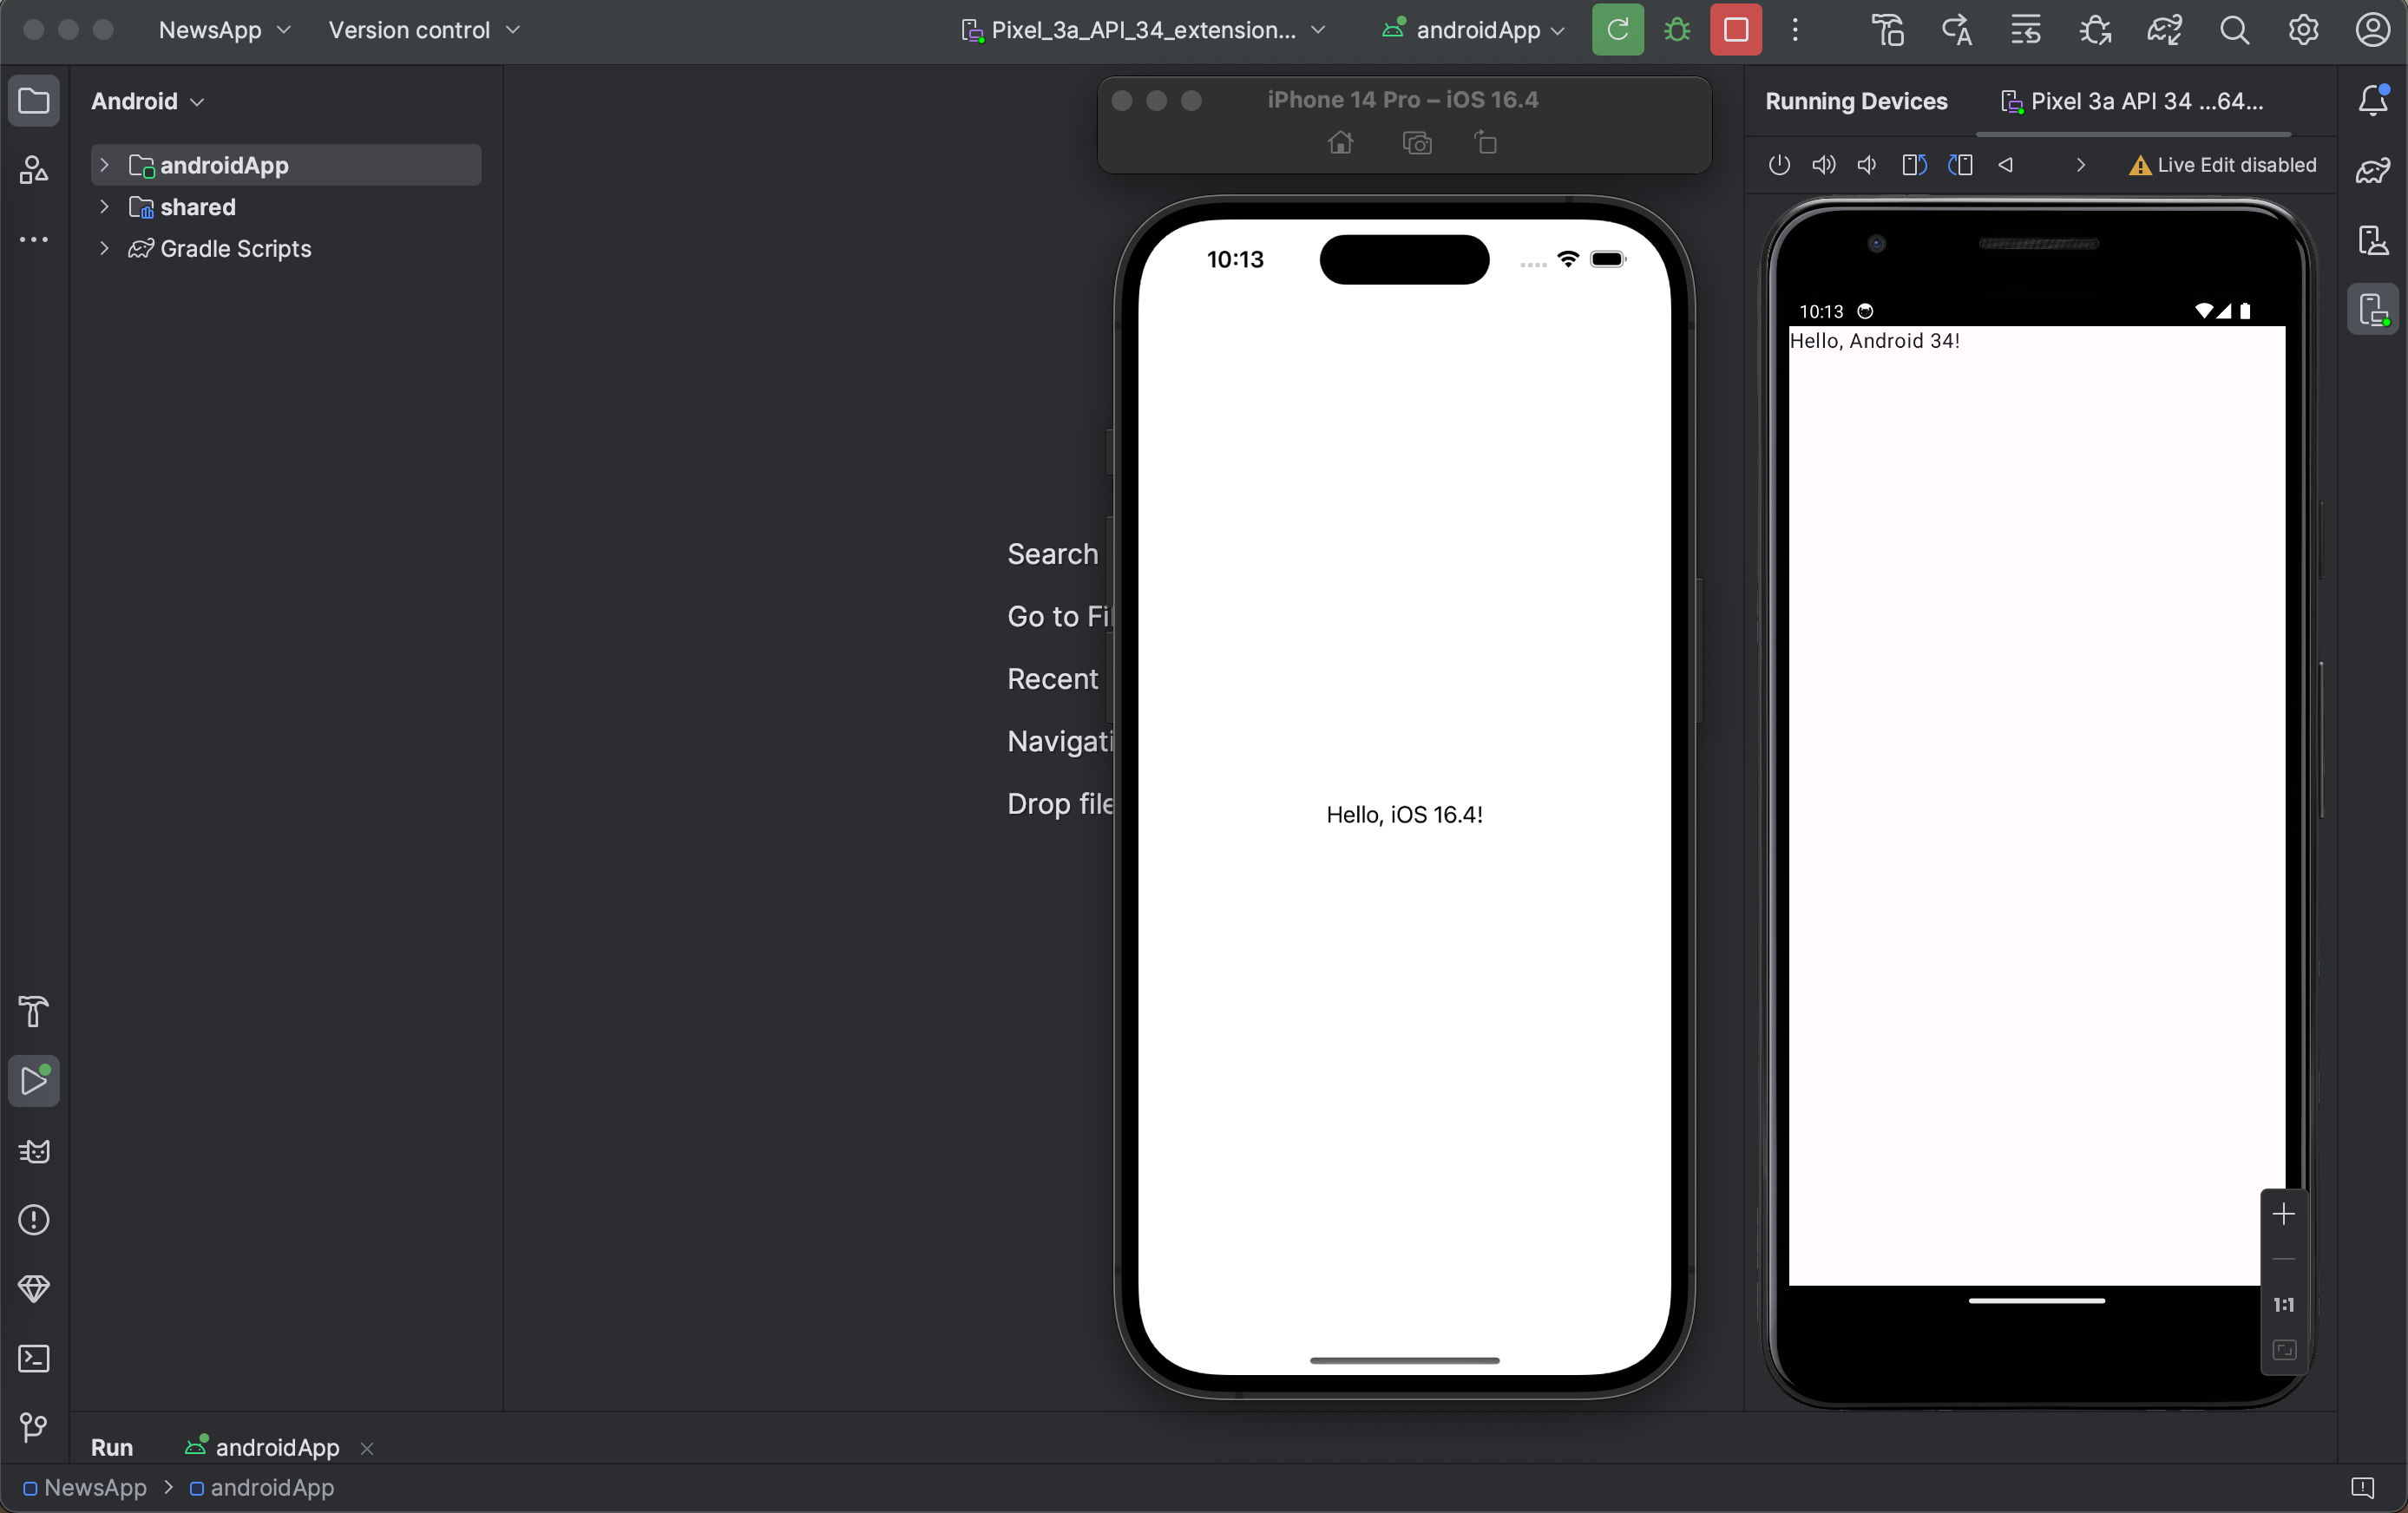 NewsApp
Version control
Pixel_3a_API_34_extension...
androidApp
Android
androidApp
shared
Gradle Scripts
Search
Go to Fi
Recent
Navigati
Drop file
iPhone 14 Pro – iOS 16.4
10:13
Hello, iOS 16.4!
Running Devices
Pixel 3a API 34 ...64...
Live Edit disabled
10:13
Hello, Android 34!
1:1
Run
androidApp
NewsApp
androidApp